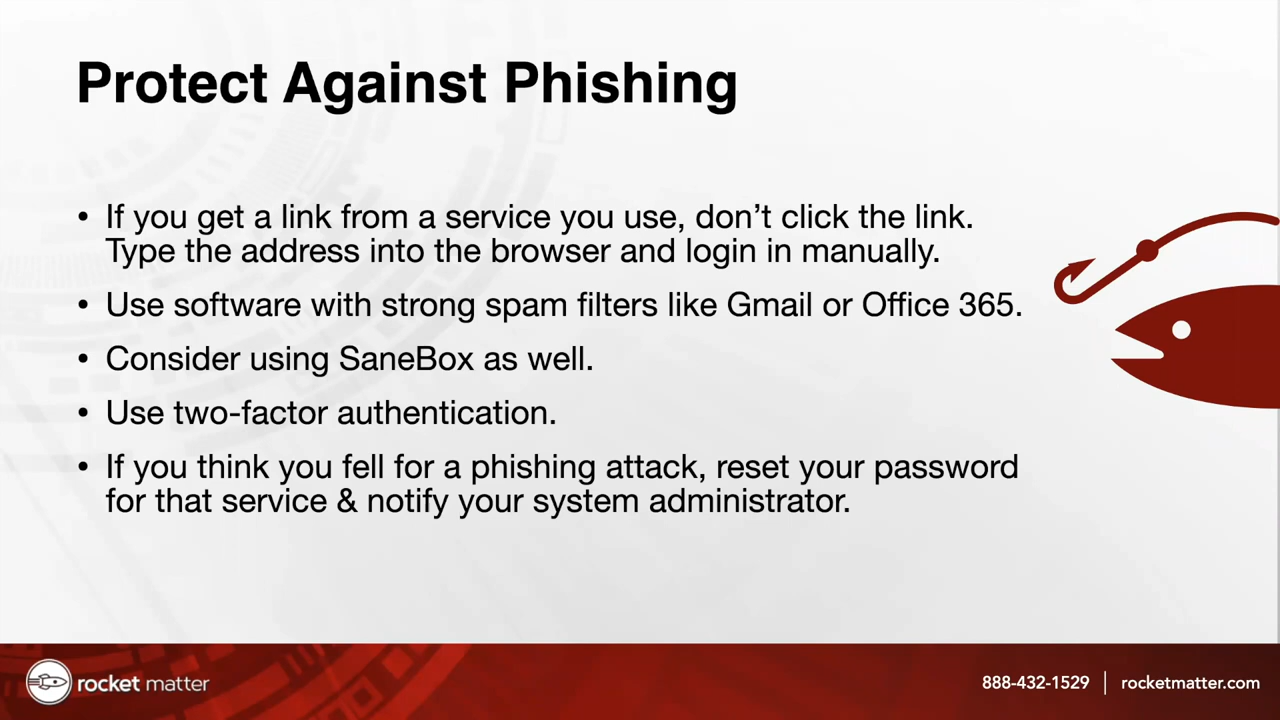 Protect Against Phishing
• If you get a link from a service you use, don’t click the link.
Type the address into the browser and login in manually.
• Use software with strong spam filters like Gmail or Office 365.
• Consider using SaneBox as well.
• Use two-factor authentication.
• If you think you fell for a phishing attack, reset your password
for that service & notify your system administrator.
rocket matter
888-432-1529 | rocketmatter.com